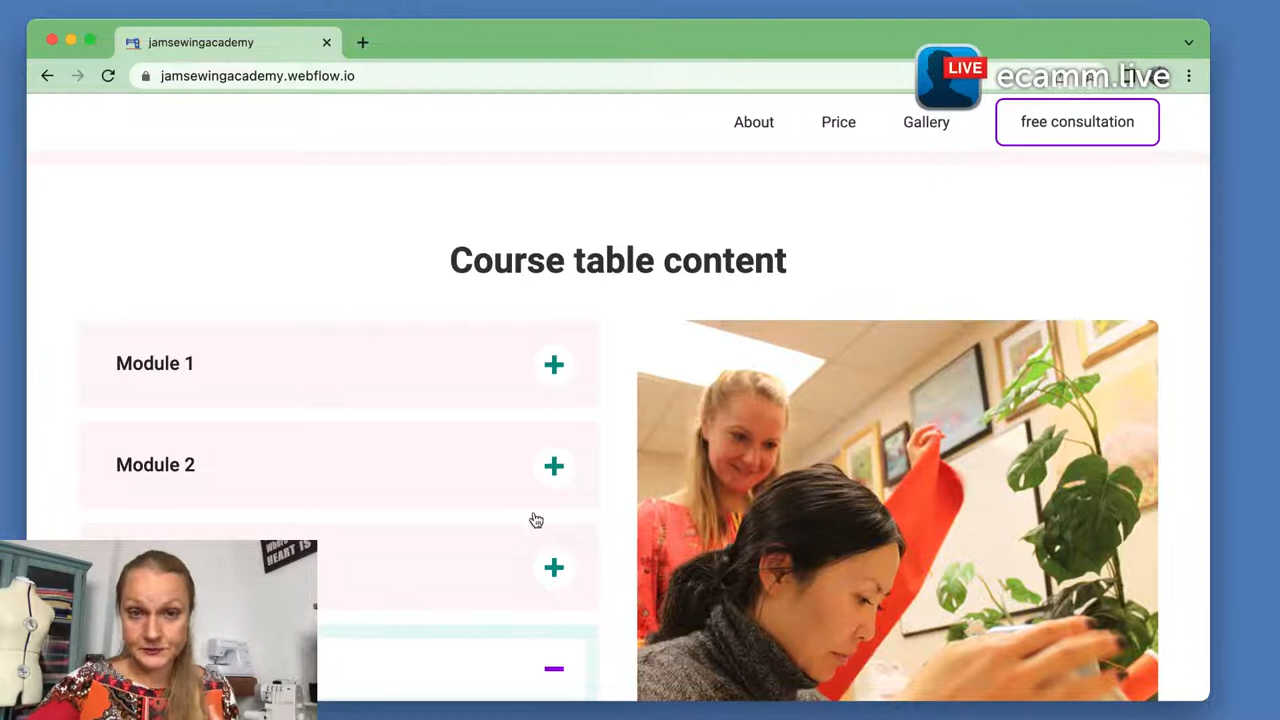 jamsewingacademy
jamsewingacademy.webflow.io
LIVE
ecamm.live
About
Price
Gallery
free consultation
Course table content
Module 1
Module 2
HEART IS